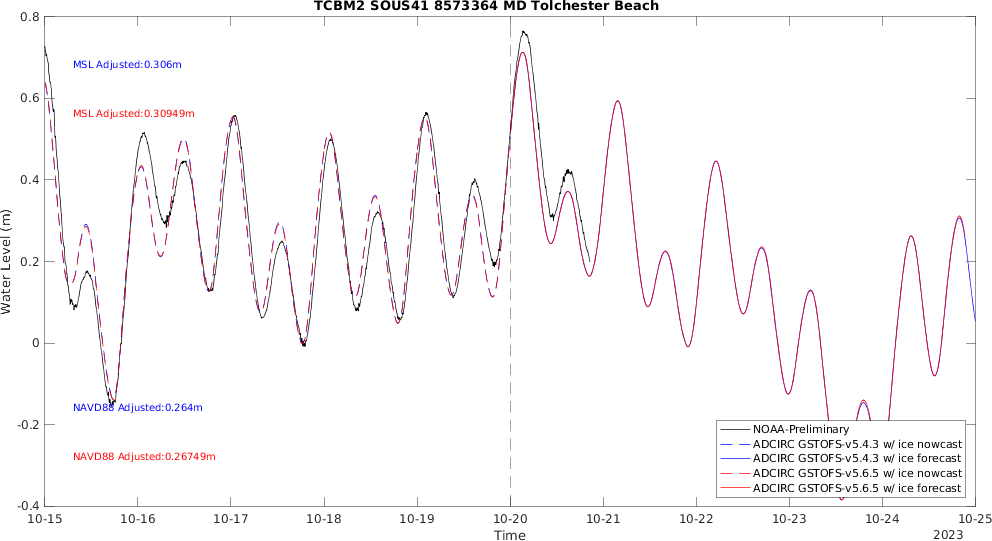 TCBM2 SOUS41 8573364 MD Tolchester Beach
Water Level (m)
0.8
0.6
0.4
0.2
0
-0.2
-0.4
MSL Adjusted:0.306m
MSL Adjusted:0.30949m
NAVD88 Adjusted:0.264m
NAVD88 Adjusted:0.26749m
NOAA-Preliminary
ADCIRC GSTOFS-v5.4.3 w/ ice nowcast
ADCIRC GSTOFS-v5.4.3 w/ ice forecast
ADCIRC GSTOFS-v5.6.5 w/ ice nowcast
ADCIRC GSTOFS-v5.6.5 w/ ice forecast
10-15 10-16 10-17 10-18 10-19 10-20 10-21 10-22 10-23 10-24 10-25
Time
2023